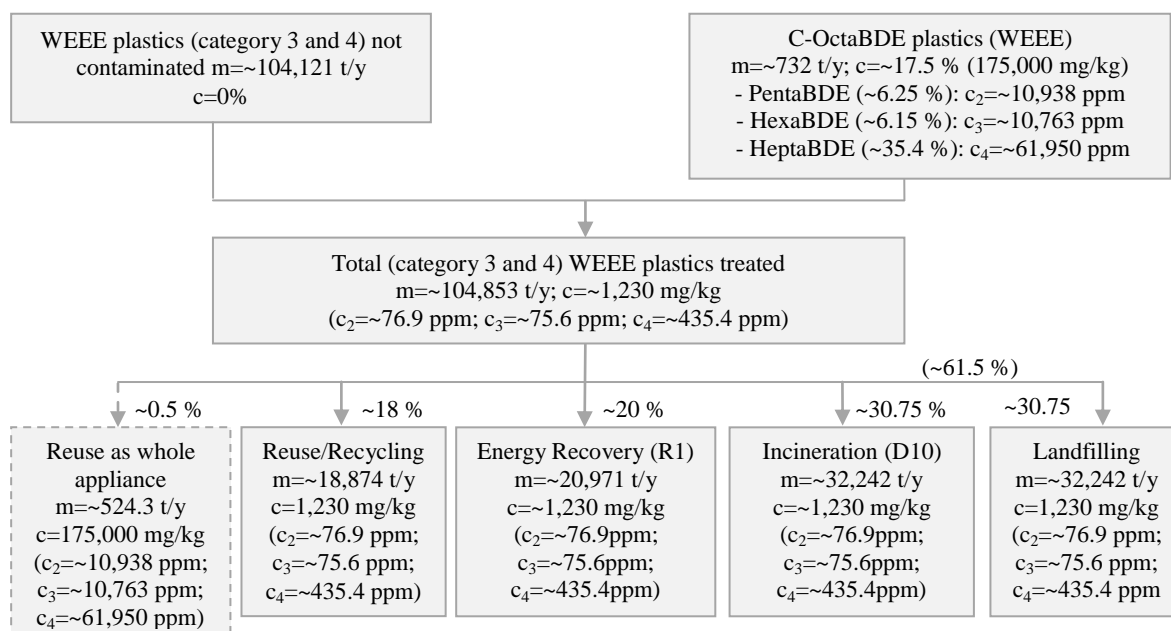 WEEE plastics (category 3 and 4) not
contaminated m=~104,121 t/y
c=0%
C-OctaBDE plastics (WEEE)
m=~732 t/y; c=~17.5 % (175,000 mg/kg)
- PentaBDE (~6.25 %): c₂=~10,938 ppm
- HexaBDE (~6.15 %): c₃=~10,763 ppm
- HeptaBDE (~35.4 %): c₄=~61,950 ppm
Total (category 3 and 4) WEEE plastics treated
m=~104,853 t/y; c=~1,230 mg/kg
(c₂=~76.9 ppm; c₃=~75.6 ppm; c₄=~435.4 ppm)
(~61.5 %)
~0.5 %
~18 %
~20 %
~30.75 %
~30.75
Reuse as whole
appliance
m=~524.3 t/y
c=175,000 mg/kg
(c₂=~10,938 ppm;
c₃=~10,763 ppm;
c₄=~61,950 ppm)
Reuse/Recycling
m=~18,874 t/y
c=1,230 mg/kg
(c₂=~76.9 ppm;
c₃=~75.6 ppm;
c₄=~435.4 ppm)
Energy Recovery (R1)
m=~20,971 t/y
c=~1,230 mg/kg
(c₂=~76.9ppm;
c₃=~75.6ppm;
c₄=~435.4ppm)
Incineration (D10)
m=~32,242 t/y
c=~1,230 mg/kg
(c₂=~76.9ppm;
c₃=~75.6ppm;
c₄=~435.4ppm)
Landfilling
m=~32,242 t/y
c=1,230 mg/kg
(c₂=~76.9 ppm;
c₃=~75.6 ppm;
c₄=~435.4 ppm